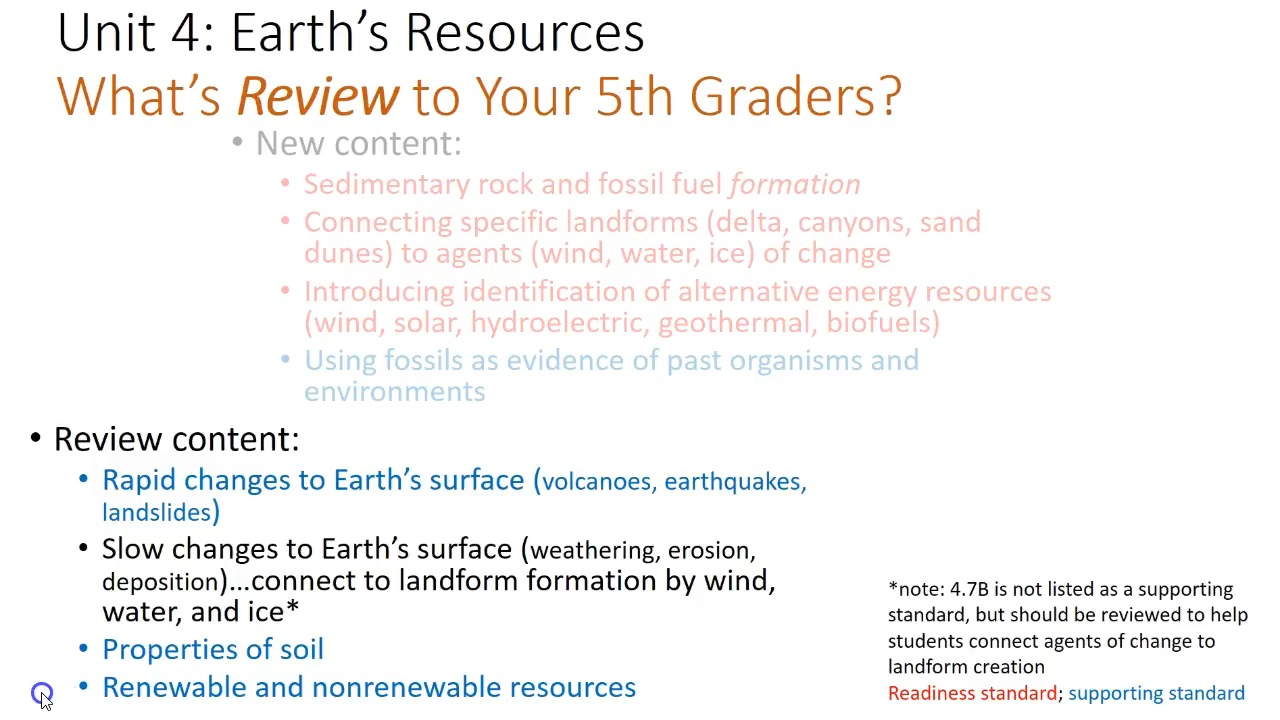 Unit 4: Earth’s Resources
What’s Review to Your 5th Graders?
• New content:
• Sedimentary rock and fossil fuel formation
• Connecting specific landforms (delta, canyons, sand
dunes) to agents (wind, water, ice) of change
• Introducing identification of alternative energy resources
(wind, solar, hydroelectric, geothermal, biofuels)
• Using fossils as evidence of past organisms and
environments
• Review content:
• Rapid changes to Earth’s surface (volcanoes, earthquakes,
landslides)
• Slow changes to Earth’s surface (weathering, erosion,
deposition)…connect to landform formation by wind,
water, and ice*
• Properties of soil
• Renewable and nonrenewable resources
*note: 4.7B is not listed as a supporting
standard, but should be reviewed to help
students connect agents of change to
landform creation
Readiness standard; supporting standard